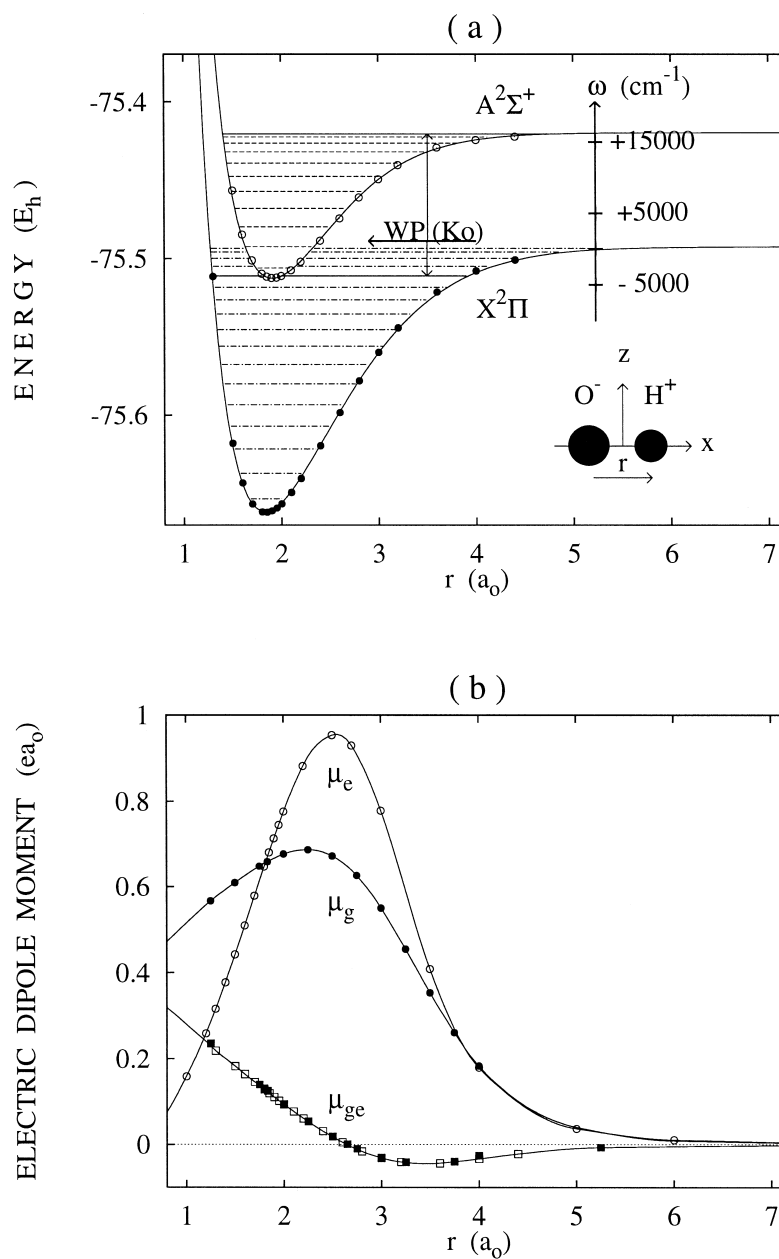 ( a )
A²Σ⁺
ω (cm⁻¹)
-75.4
+15000
+5000
WP (Ko)
-75.5
- 5000
X²Π
z
O⁻ H⁺
-75.6
x
r
ENERGY (Eₕ)
1 2 3 4 5 6 7
r (aₒ)
( b )
1
μₑ
0.8
0.6
μg
0.4
0.2
μge
0
ELECTRIC DIPOLE MOMENT (eaₒ)
1 2 3 4 5 6 7
r (aₒ)